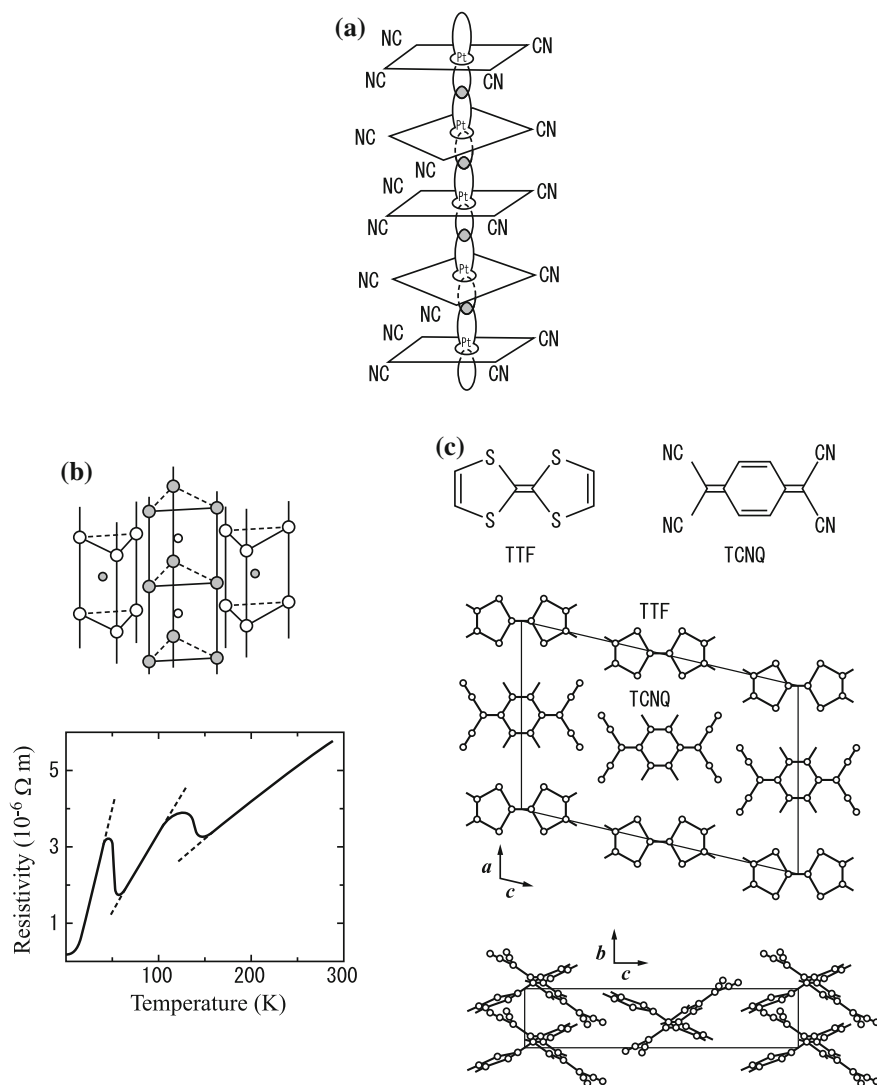 (a)
NC
CN
Pt
NC
CN
Pt
NC
CN
NC
NC
CN
Pt
NC
CN
Pt
NC
CN
NC
NC
CN
Pt
NC
CN
(b)
Resistivity (10⁻⁶ Ω m)
5
3
1
100
200
300
Temperature (K)
(c)
S
S
S
S
TTF
NC
CN
NC
CN
TCNQ
TTF
TCNQ
a
c
b
c